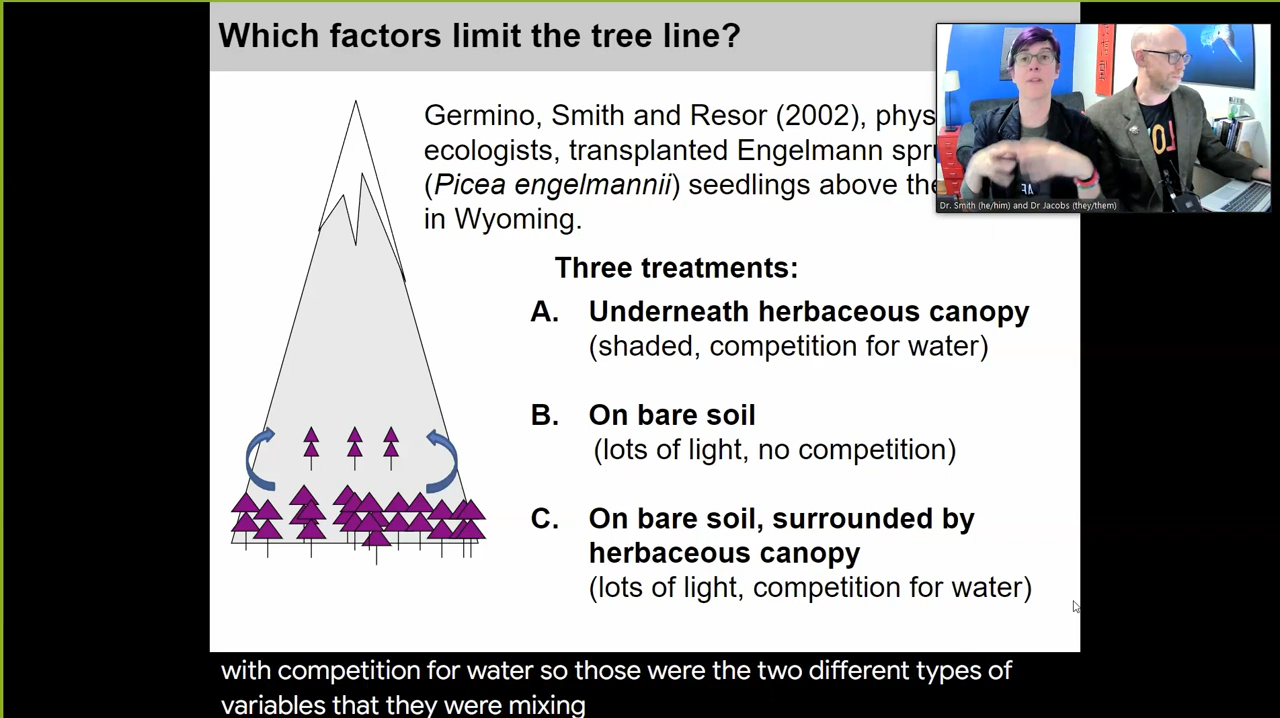 Which factors limit the tree line?
Germino, Smith and Resor (2002), phys
ecologists, transplanted Engelmann spru
(Picea engelmannii) seedlings above the
in Wyoming.
Dr. Smith (he/him) and Dr Jacobs (they/them)
Three treatments:
A. Underneath herbaceous canopy
(shaded, competition for water)
B. On bare soil
(lots of light, no competition)
C. On bare soil, surrounded by
herbaceous canopy
(lots of light, competition for water)
with competition for water so those were the two different types of
variables that they were mixing